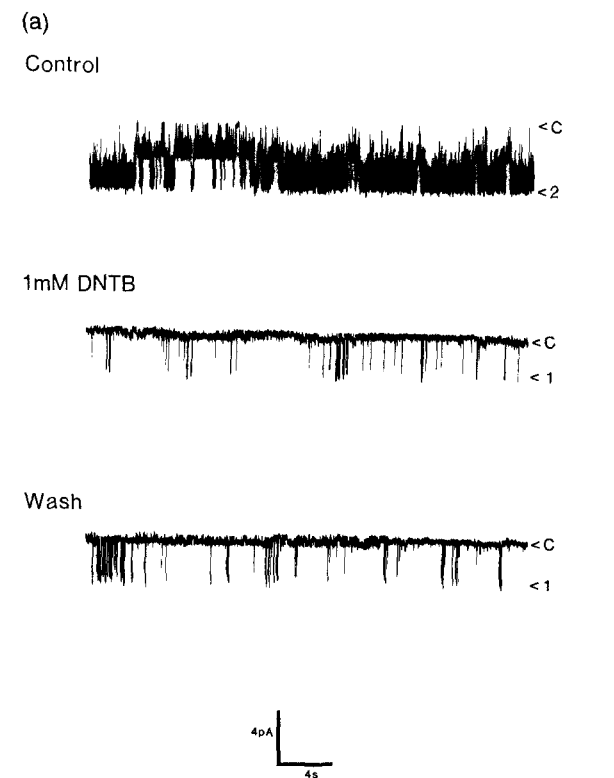 (a)
Control
<C
<2
1mM DNTB
<C
<1
Wash
<C
<1
4pA
4s